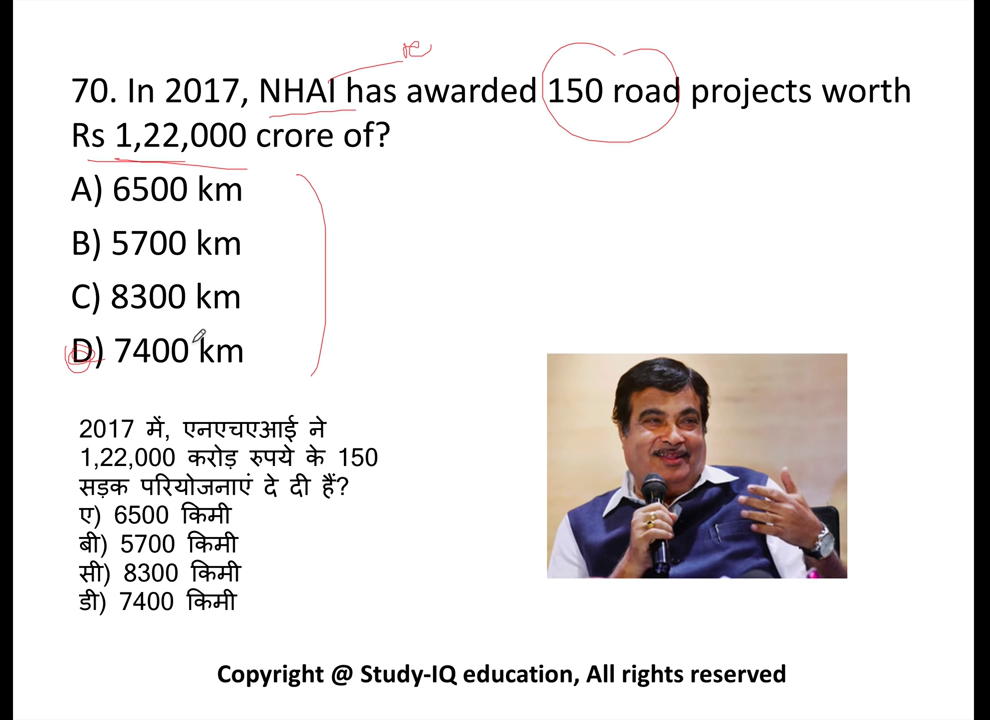 70. In 2017, NHAI has awarded 150 road projects worth
Rs 1,22,000 crore of?
A) 6500 km
B) 5700 km
C) 8300 km
D) 7400 km
2017 में, एनएचएआई ने
1,22,000 करोड़ रुपये के 150
सड़क परियोजनाएं दे दी हैं?
ए) 6500 किमी
बी) 5700 किमी
सी) 8300 किमी
डी) 7400 किमी
Copyright @ Study-IQ education, All rights reserved